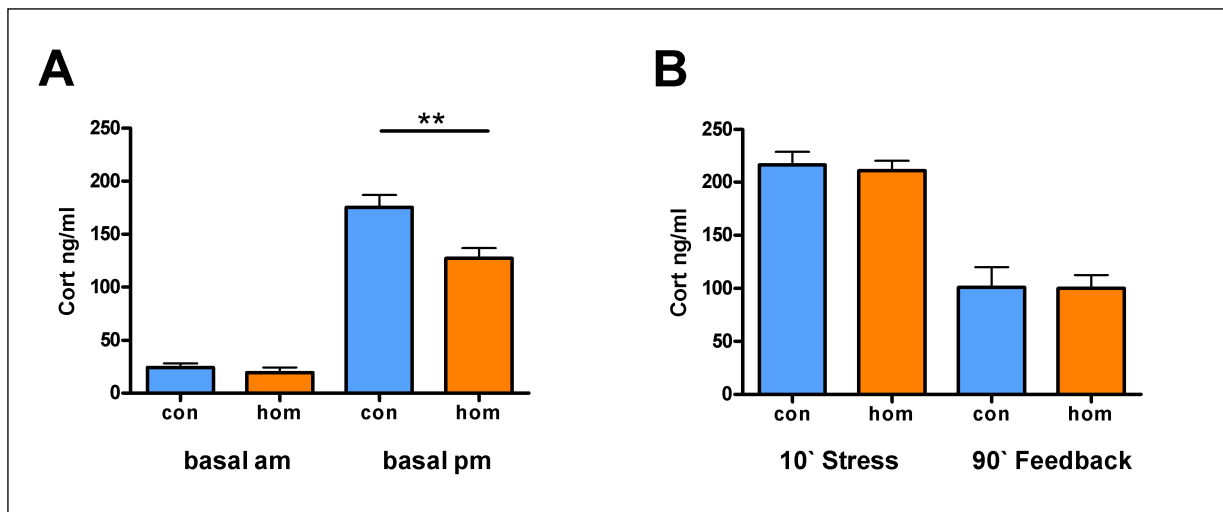 A
Cort ng/ml
250
200
150
100
50
0
**
con hom con hom
basal am basal pm
B
Cort ng/ml
250
200
150
100
50
0
con hom con hom
10` Stress 90` Feedback